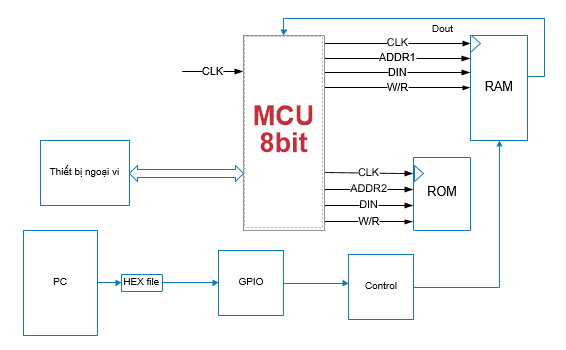 Dout
CLK
ADDR1
DIN
W/R
RAM
CLK
MCU
8bit
Thiết bị ngoại vi
CLK
ADDR2
DIN
W/R
ROM
PC
HEX file
GPIO
Control